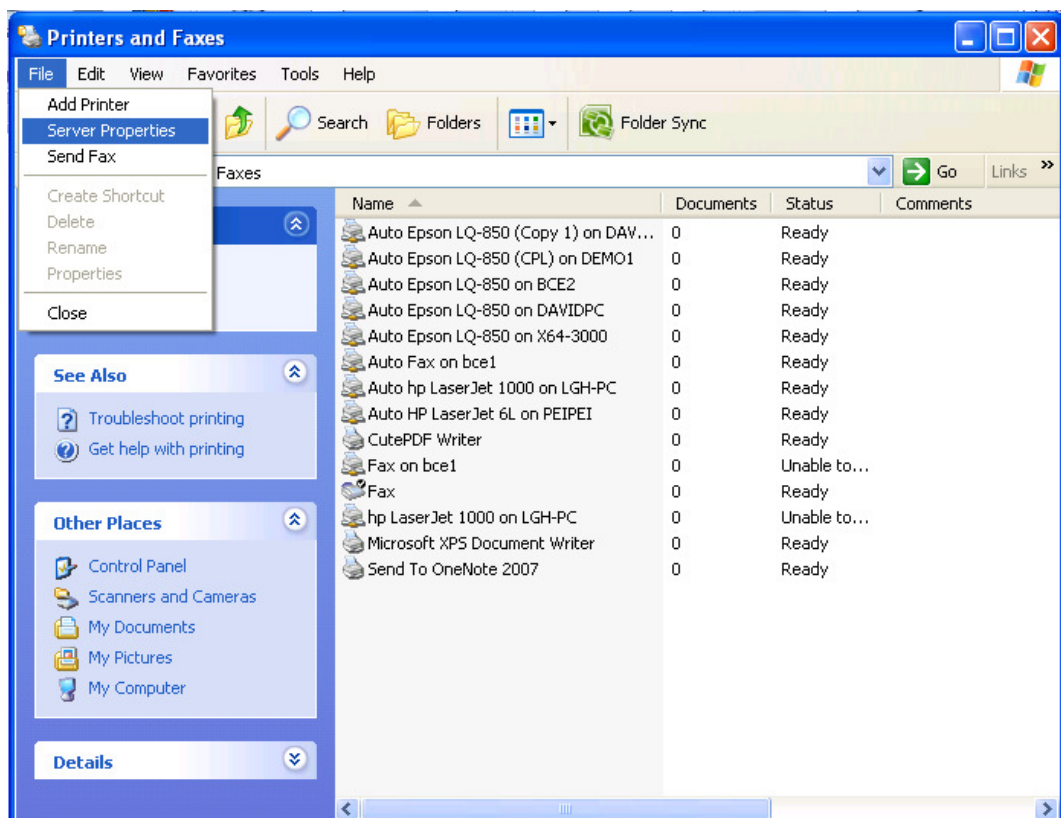 Printers and Faxes
File Edit View Favorites Tools Help
Add Printer
Server Properties
Send Fax
Create Shortcut
Delete
Rename
Properties
Close
Search Folders Folder Sync
Faxes Go Links »
Name Documents Status Comments
Auto Epson LQ-850 (Copy 1) on DAV... 0 Ready
Auto Epson LQ-850 (CPL) on DEMO1 0 Ready
Auto Epson LQ-850 on BCE2 0 Ready
Auto Epson LQ-850 on DAVIDPC 0 Ready
Auto Epson LQ-850 on X64-3000 0 Ready
Auto Fax on bce1 0 Ready
Auto hp LaserJet 1000 on LGH-PC 0 Ready
Auto HP LaserJet 6L on PEIPEI 0 Ready
CutePDF Writer 0 Ready
Fax on bce1 0 Unable to...
Fax 0 Ready
hp LaserJet 1000 on LGH-PC 0 Unable to...
Microsoft XPS Document Writer 0 Ready
Send To OneNote 2007 0 Ready
See Also
Troubleshoot printing
Get help with printing
Other Places
Control Panel
Scanners and Cameras
My Documents
My Pictures
My Computer
Details